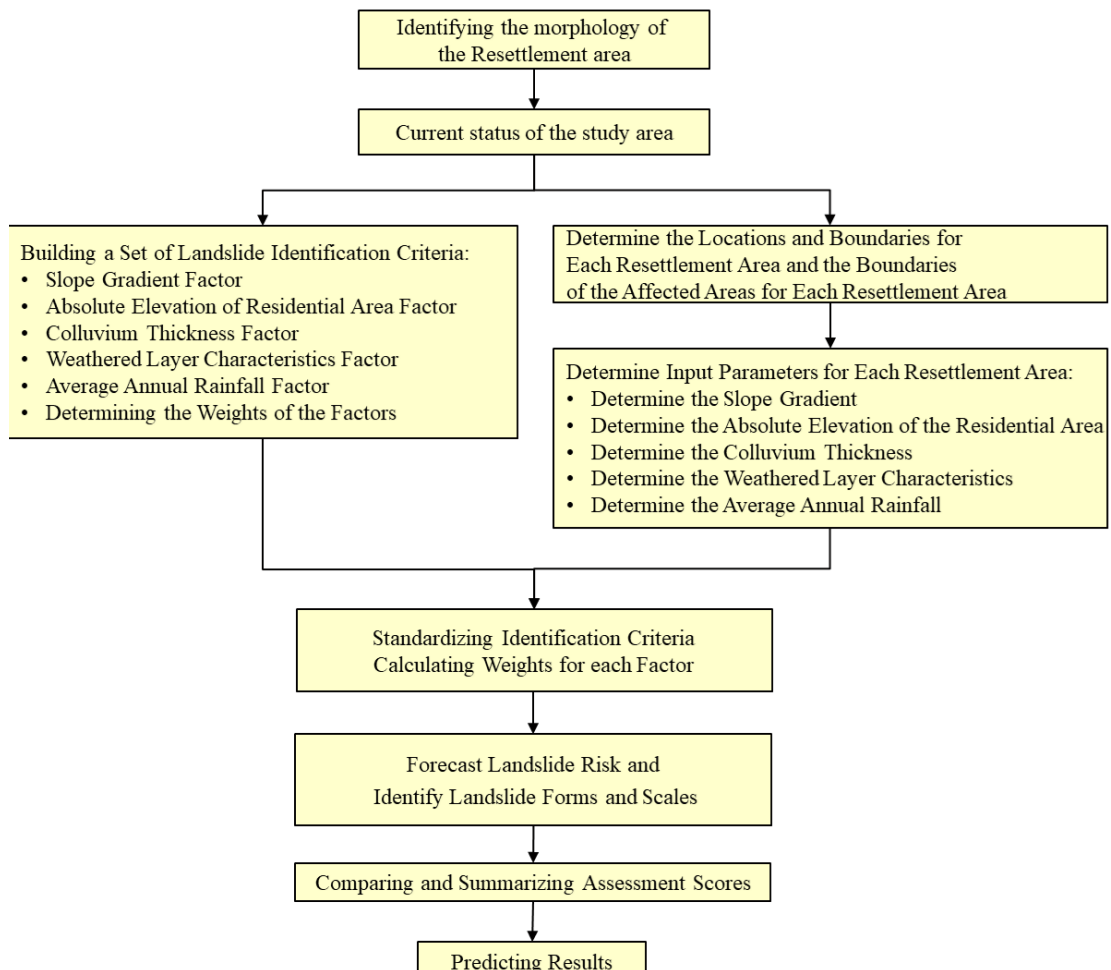 Identifying the morphology of
the Resettlement area
Current status of the study area
Building a Set of Landslide Identification Criteria:
• Slope Gradient Factor
• Absolute Elevation of Residential Area Factor
• Colluvium Thickness Factor
• Weathered Layer Characteristics Factor
• Average Annual Rainfall Factor
• Determining the Weights of the Factors
Determine the Locations and Boundaries for
Each Resettlement Area and the Boundaries
of the Affected Areas for Each Resettlement Area
Determine Input Parameters for Each Resettlement Area:
• Determine the Slope Gradient
• Determine the Absolute Elevation of the Residential Area
• Determine the Colluvium Thickness
• Determine the Weathered Layer Characteristics
• Determine the Average Annual Rainfall
Standardizing Identification Criteria
Calculating Weights for each Factor
Forecast Landslide Risk and
Identify Landslide Forms and Scales
Comparing and Summarizing Assessment Scores
Predicting Results